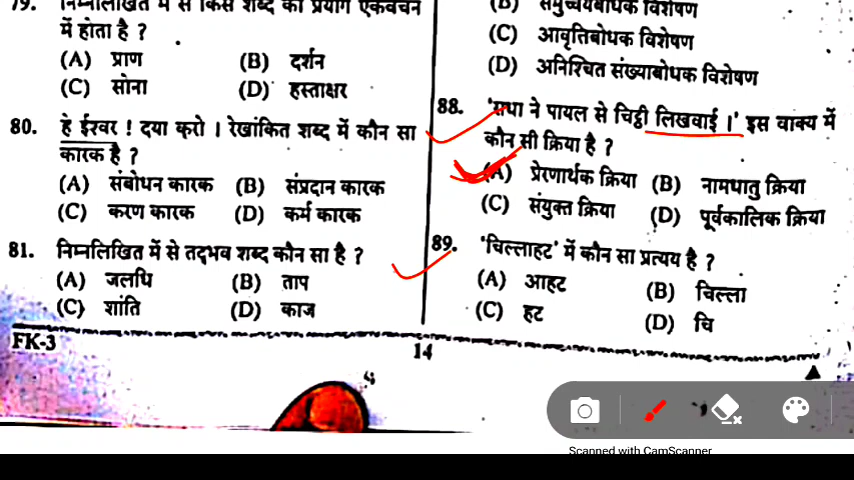 79. निम्नलिखित में से किस शब्द का प्रयोग एकवचन
में होता है ?
(A) प्राण (B) दर्शन
(C) सोना (D) हस्ताक्षर
80. हे ईश्वर ! दया करो । रेखांकित शब्द में कौन सा
कारक है ?
(A) संबोधन कारक (B) संप्रदान कारक
(C) करण कारक (D) कर्म कारक
81. निम्नलिखित में से तद्भव शब्द कौन सा है ?
(A) जलधि (B) ताप
(C) शांति (D) काज
(B) समुच्चयबोधक विशेषण
(C) आवृतिबोधक विशेषण
(D) अनिश्चित संख्याबोधक विशेषण
88. 'राधा ने पायल से चिट्ठी लिखवाई ।' इस वाक्य में
कौन सी क्रिया है ?
(A) प्रेरणार्थक क्रिया (B) नामधातु क्रिया
(C) संयुक्त क्रिया (D) पूर्वकालिक क्रिया
89. 'चिल्लाहट' में कौन सा प्रत्यय है ?
(A) आहट (B) चिल्ला
(C) हट (D) चि
FK-3
14
Scanned with CamScanner